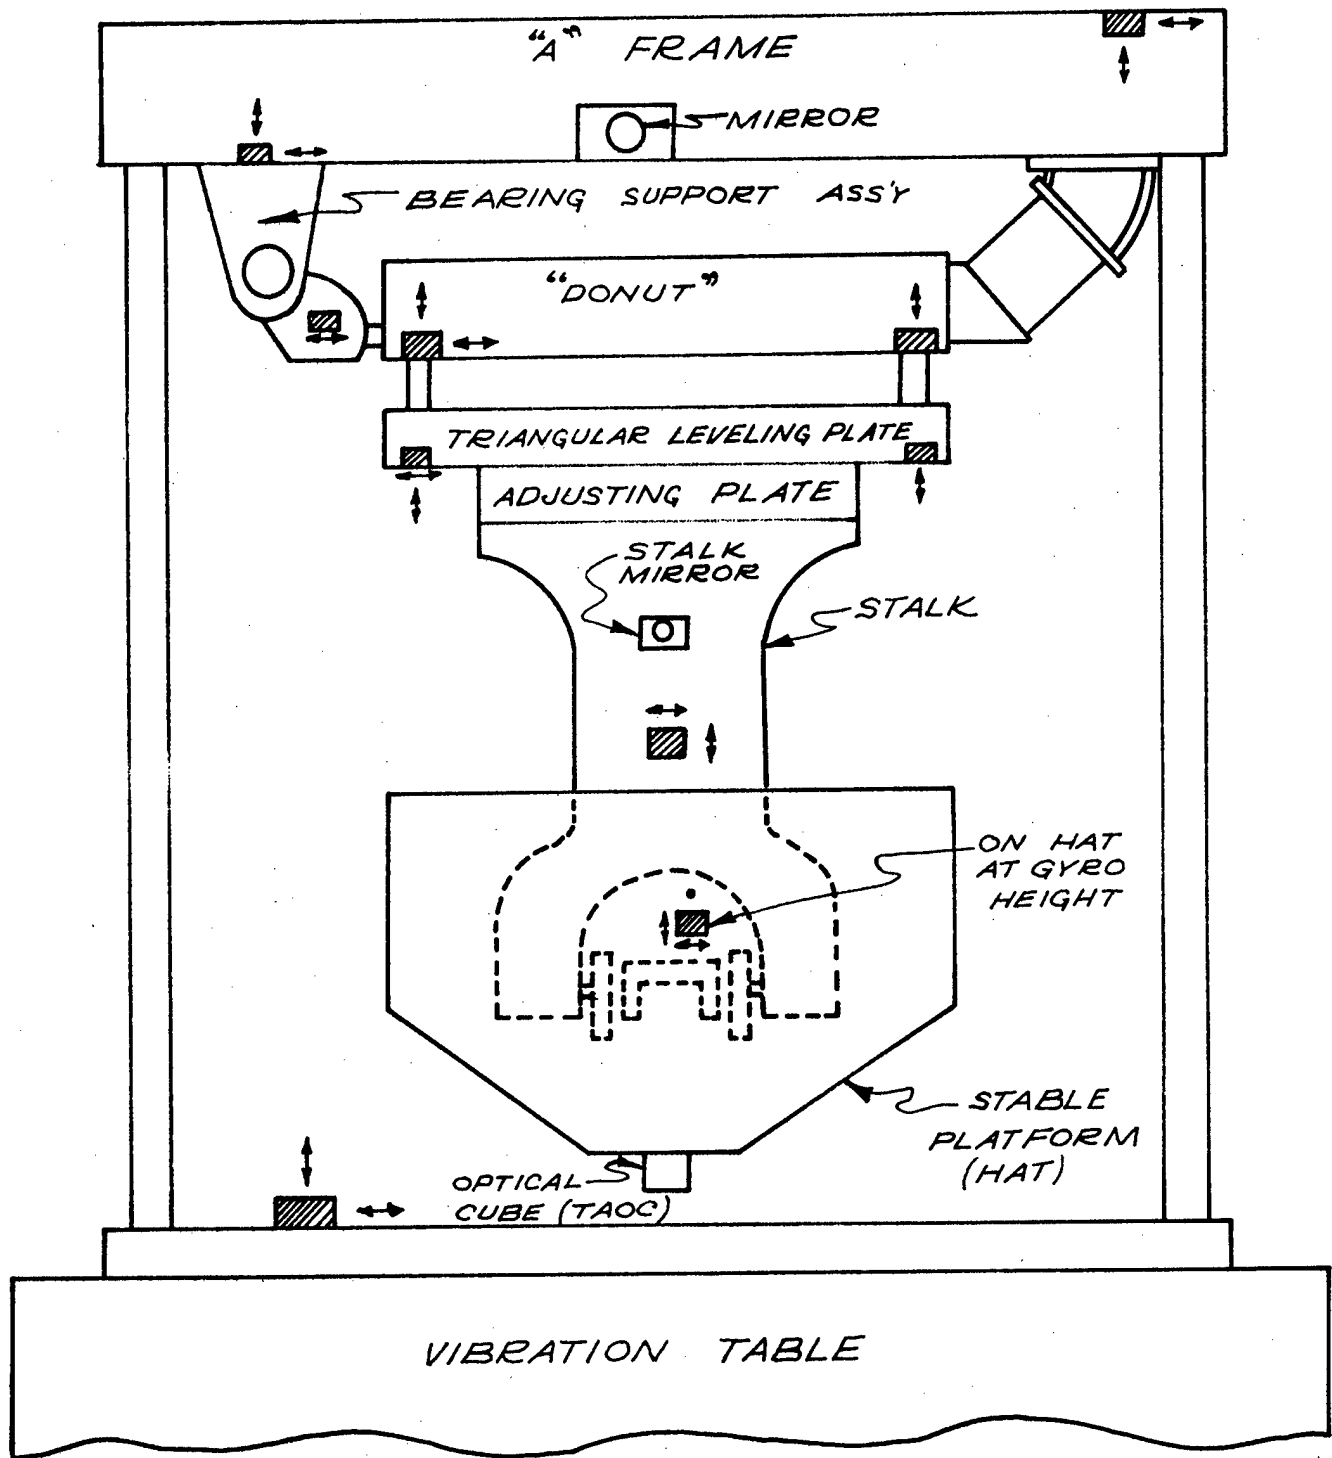 "A" FRAME
MIRROR
BEARING SUPPORT ASS'Y
"DONUT"
TRIANGULAR LEVELING PLATE
ADJUSTING PLATE
STALK
MIRROR
STALK
ON HAT
AT GYRO
HEIGHT
STABLE
PLATFORM
(HAT)
OPTICAL
CUBE (TAOC)
VIBRATION TABLE